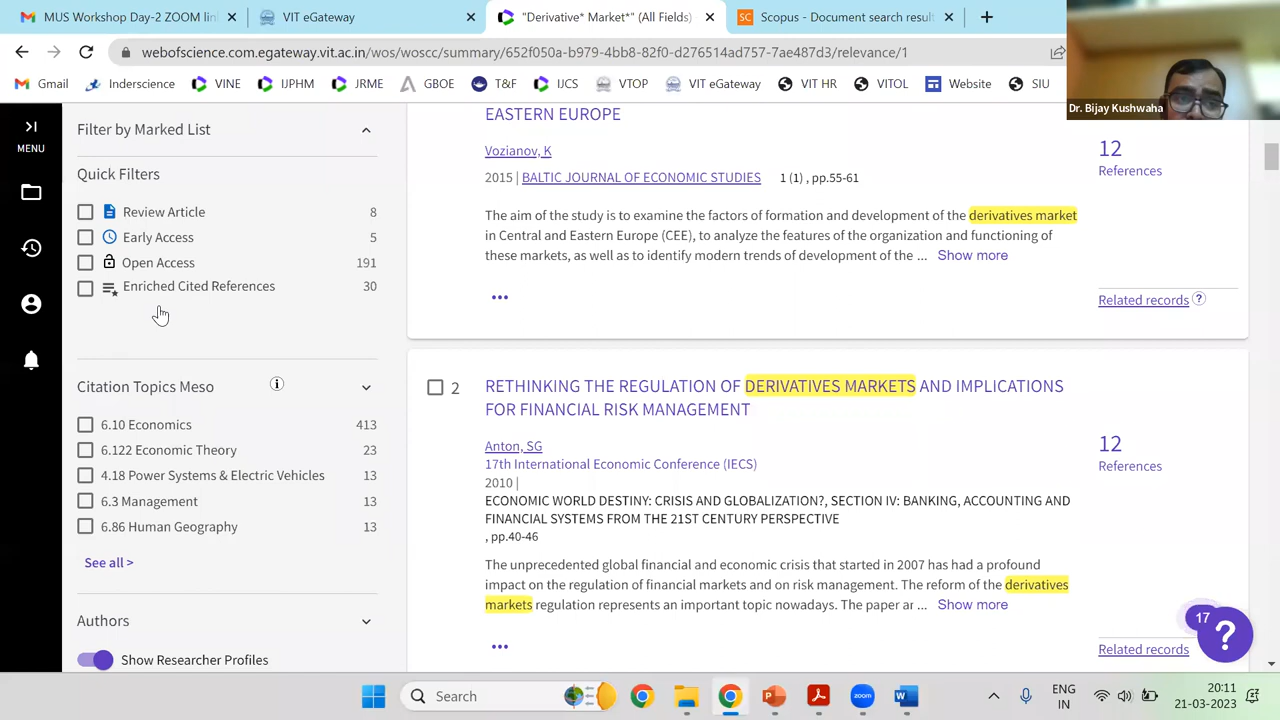 MUS Workshop Day-2 ZOOM lin
VIT eGateway
"Derivative* Market*" (All Fields)
SC
Scopus - Document search result
webofscience.com.egateway.vit.ac.in/wos/woscc/summary/652f050a-b979-4bb8-82f0-d276514ad757-7ae487d3/relevance/1
Gmail
Inderscience
VINE
IJPHM
JRME
GBOE
T&F
IJCS
VTOP
VIT eGateway
VIT HR
VITOL
Website
SIU
Dr. Bijay Kushwaha
MENU
Filter by Marked List
Quick Filters
Review Article 8
Early Access 5
Open Access 191
Enriched Cited References 30
Citation Topics Meso
6.10 Economics 413
6.122 Economic Theory 23
4.18 Power Systems & Electric Vehicles 13
6.3 Management 13
6.86 Human Geography 13
See all >
Authors
Show Researcher Profiles
EASTERN EUROPE
Vozianov, K
2015 | BALTIC JOURNAL OF ECONOMIC STUDIES 1 (1) , pp.55-61
The aim of the study is to examine the factors of formation and development of the derivatives market
in Central and Eastern Europe (CEE), to analyze the features of the organization and functioning of
these markets, as well as to identify modern trends of development of the ... Show more
12
References
Related records ?
2
RETHINKING THE REGULATION OF DERIVATIVES MARKETS AND IMPLICATIONS
FOR FINANCIAL RISK MANAGEMENT
Anton, SG
17th International Economic Conference (IECS)
2010 |
ECONOMIC WORLD DESTINY: CRISIS AND GLOBALIZATION?, SECTION IV: BANKING, ACCOUNTING AND
FINANCIAL SYSTEMS FROM THE 21ST CENTURY PERSPECTIVE
, pp.40-46
The unprecedented global financial and economic crisis that started in 2007 has had a profound
impact on the regulation of financial markets and on risk management. The reform of the derivatives
markets regulation represents an important topic nowadays. The paper ar ... Show more
12
References
Related records
17
?
Search
zoom
ENG
IN
20:11
21-03-2023